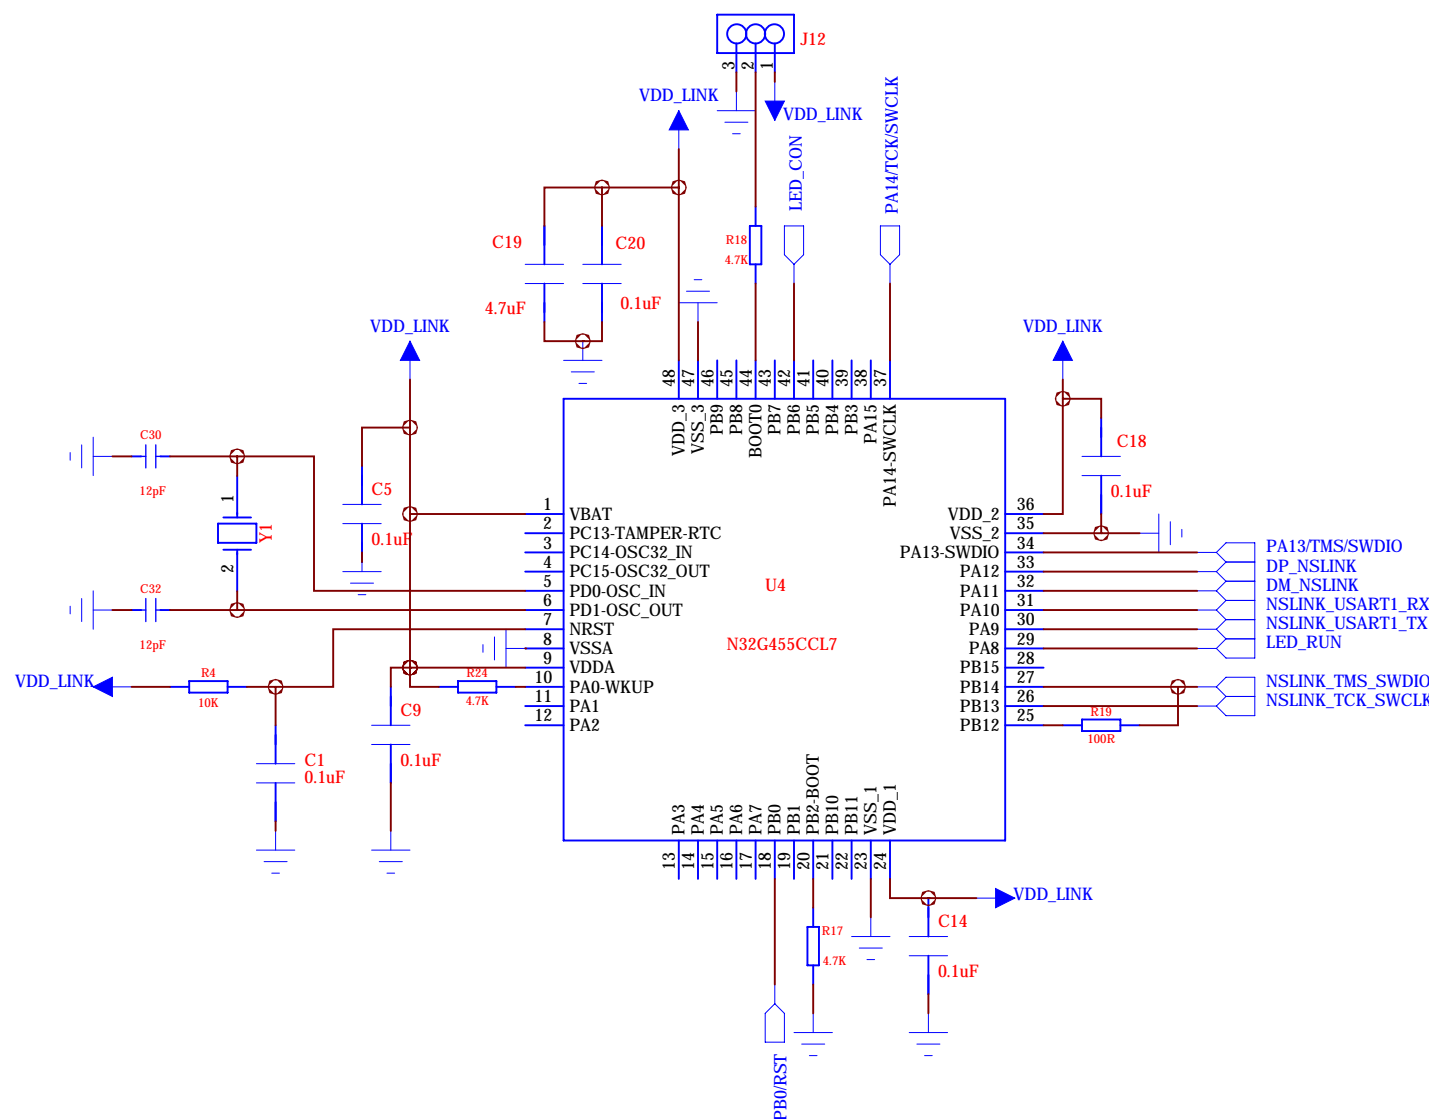 J12
3
2
1
VDD_LINK
VDD_LINK
LED_CON
PA14/TCK/SWCLK
C19
4.7uF
C20
0.1uF
R18
4.7K
VDD_LINK
VDD_LINK
48
47
46
45
44
43
42
41
40
39
38
37
VDD_3
VSS_3
PB9
PB8
BOOT0
PB7
PB6
PB5
PB4
PB3
PA15
PA14-SWCLK
C30
12pF
1
Y1
2
C32
12pF
C5
0.1uF
C18
0.1uF
1 VBAT
2 PC13-TAMPER-RTC
3 PC14-OSC32_IN
4 PC15-OSC32_OUT
5 PD0-OSC_IN
6 PD1-OSC_OUT
7 NRST
8 VSSA
9 VDDA
10 PA0-WKUP
11 PA1
12 PA2
U4
N32G455CCL7
VDD_2 36
VSS_2 35
PA13-SWDIO 34
PA12 33
PA11 32
PA10 31
PA9 30
PA8 29
PB15 28
PB14 27
PB13 26
PB12 25
PA13/TMS/SWDIO
DP_NSLINK
DM_NSLINK
NSLINK_USART1_RX
NSLINK_USART1_TX
LED_RUN
NSLINK_TMS_SWDIO
NSLINK_TCK_SWCLK
R19
100R
VDD_LINK
R4
10K
R24
4.7K
C1
0.1uF
C9
0.1uF
PA3
PA4
PA5
PA6
PA7
PB0
PB1
PB2-BOOT
PB10
PB11
VSS_1
VDD_1
13
14
15
16
17
18
19
20
21
22
23
24
R17
4.7K
VDD_LINK
C14
0.1uF
PB0/RST